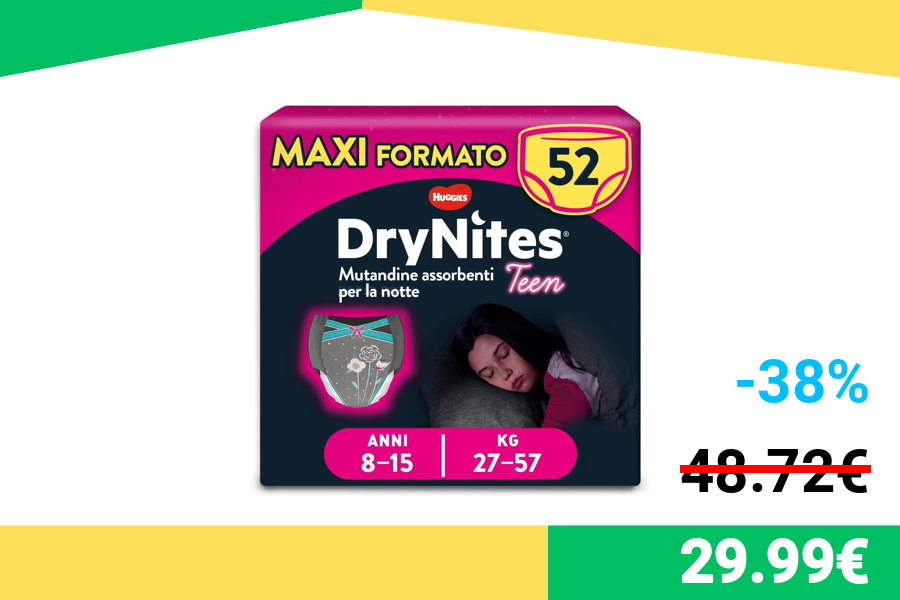 MAXI FORMATO
52
HUGGIES
DryNites®
Mutandine assorbenti
per la notte
Teen
ANNI
8–15
KG
27–57
-38%
48.72€
29.99€